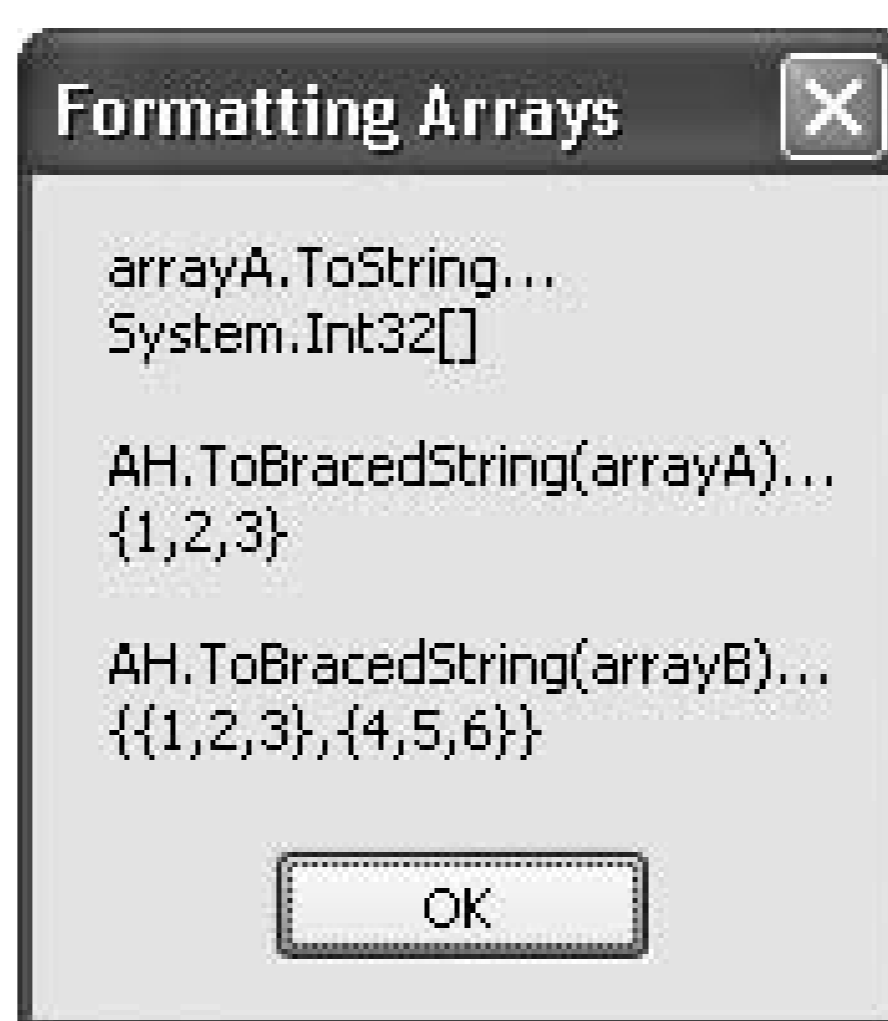 Formatting Arrays
arrayA.ToString...
System.Int32[]
AH.ToBracedString(arrayA)...
{1,2,3}
AH.ToBracedString(arrayB)...
{{1,2,3},{4,5,6}}
OK